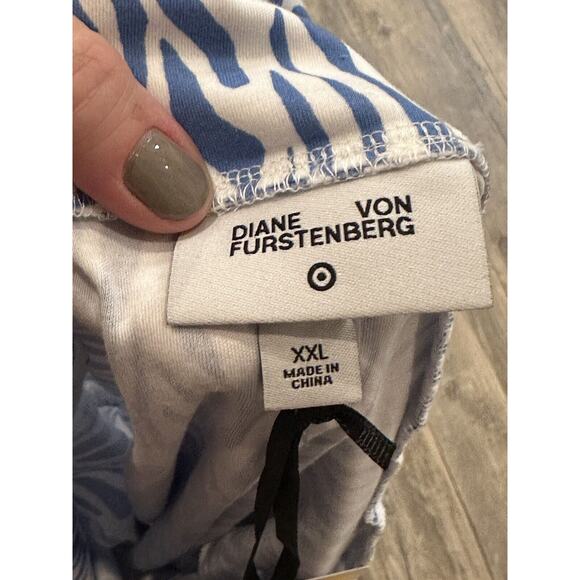 DIANE VON
FURSTENBERG
XXL
MADE IN
CHINA